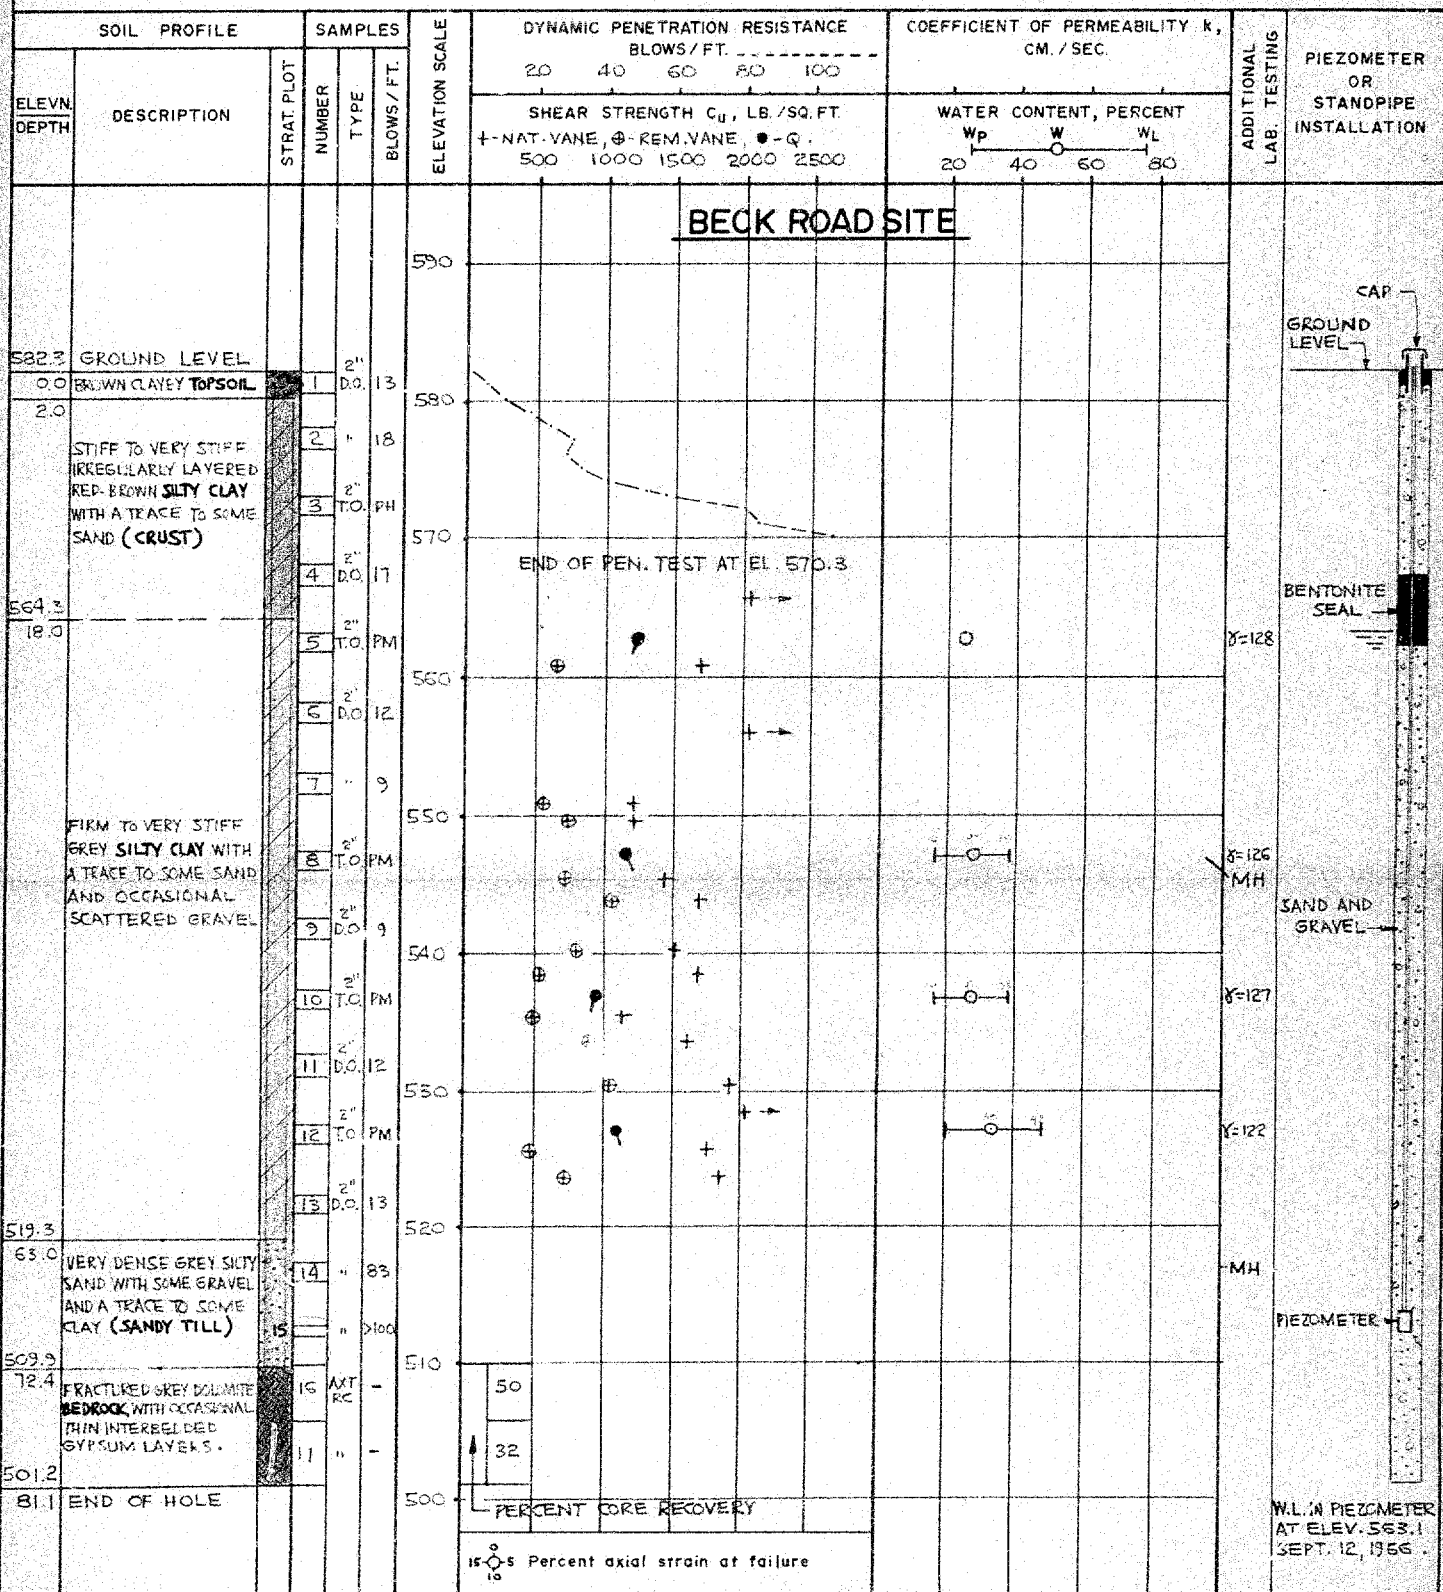 SOIL PROFILE
SAMPLES
ELEVN.
DEPTH
DESCRIPTION
STRAT. PLOT
NUMBER
TYPE
BLOWS / FT.
ELEVATION SCALE
DYNAMIC PENETRATION RESISTANCE
BLOWS / FT.
20 40 60 80 100
SHEAR STRENGTH Cu, LB./SQ.FT.
+-NAT. VANE, ⊕-REM. VANE, ●-Q.
500 1000 1500 2000 2500
COEFFICIENT OF PERMEABILITY k,
CM./SEC.
WATER CONTENT, PERCENT
WP W WL
20 40 60 80
ADDITIONAL
LAB. TESTING
PIEZOMETER
OR
STANDPIPE
INSTALLATION
BECK ROAD SITE
590
580
570
560
550
540
530
520
510
500
582.3 GROUND LEVEL
0.0 BROWN CLAYEY TOPSOIL
2.0
STIFF TO VERY STIFF
IRREGULARLY LAYERED
RED-BROWN SILTY CLAY
WITH A TRACE TO SOME
SAND (CRUST)
564.3
18.0
FIRM TO VERY STIFF
GREY SILTY CLAY WITH
A TRACE TO SOME SAND
AND OCCASIONAL
SCATTERED GRAVEL
519.3
63.0
VERY DENSE GREY SILTY
SAND WITH SOME GRAVEL
AND A TRACE TO SOME
CLAY (SANDY TILL)
509.9
72.4
FRACTURED GREY DOLOMITE
BEDROCK, WITH OCCASIONAL
THIN INTERBEDDED
GYPSUM LAYERS.
501.2
81.1 END OF HOLE
1 2" D.O. 13
2 " 18
3 2" T.O. PH
4 2" D.O. 17
5 2" T.O. PM
6 2" D.O. 12
7 " 9
8 2" T.O. PM
9 2" D.O. 9
10 2" T.O. PM
11 2" D.O. 12
12 2" T.O. PM
13 2" D.O. 13
14 " 83
15 " >100
16 AXT RC -
17 " -
END OF PEN. TEST AT EL. 570.3
50
32
PERCENT CORE RECOVERY
0
15 5 Percent axial strain at failure
10
γ=128
γ=126
MH
γ=127
γ=122
MH
CAP
GROUND
LEVEL
BENTONITE
SEAL
SAND AND
GRAVEL
PIEZOMETER
W.L. IN PIEZOMETER
AT ELEV. 563.1
SEPT. 12, 1966.